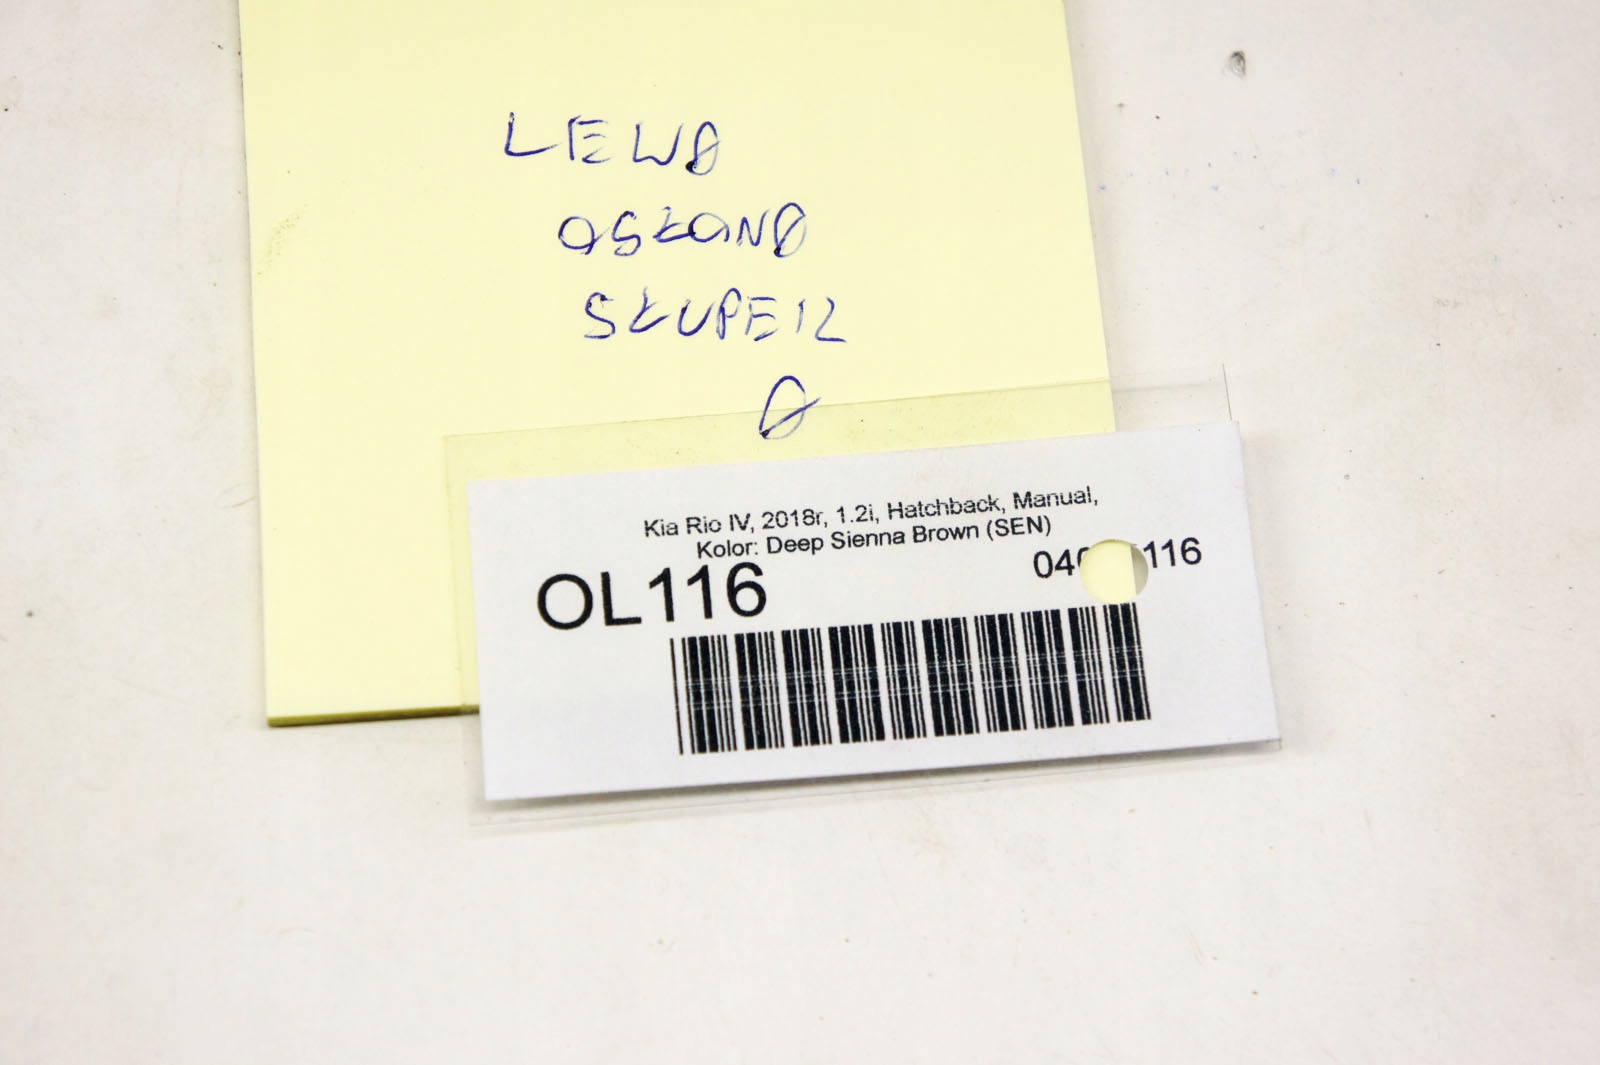 LEWA
OSŁONA
SŁUPEK
A
Kia Rio IV, 2018r, 1.2i, Hatchback, Manual,
Kolor: Deep Sienna Brown (SEN)
OL116